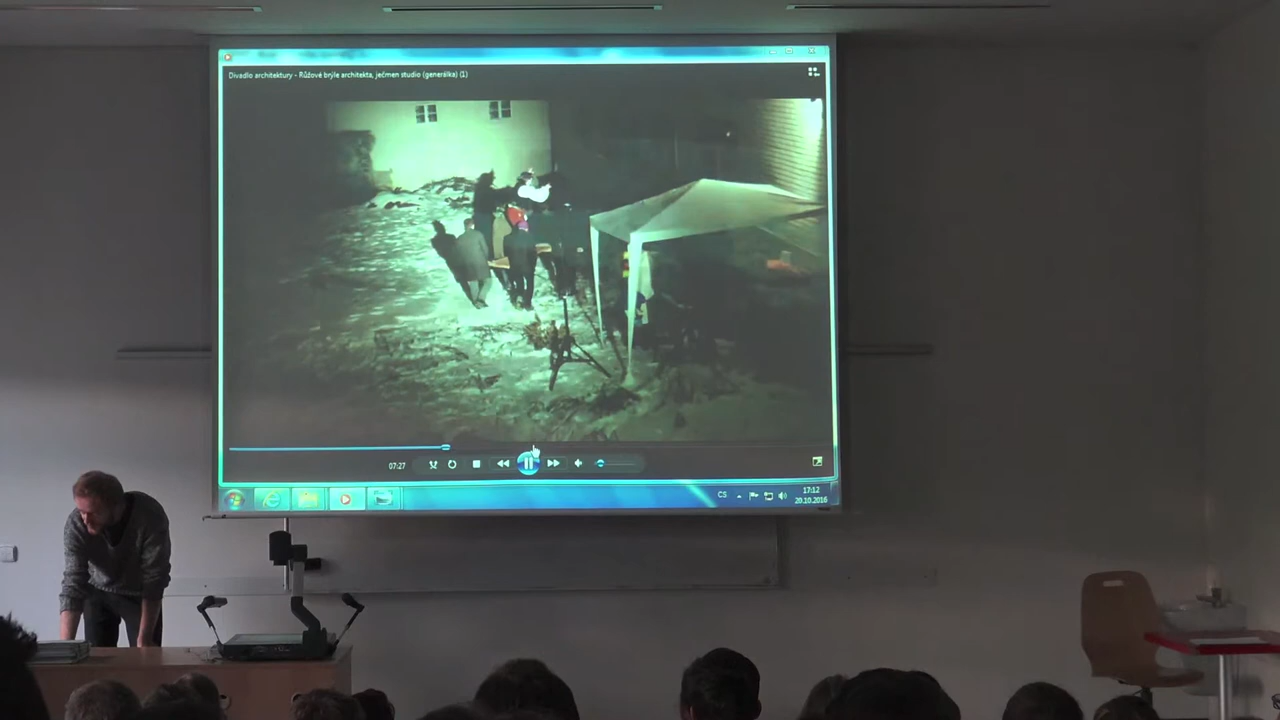 Divadlo architektury - Růžové brýle architekta, ječmen studio (generálka) (1)
07:27
CS
17:12
20.10.2016